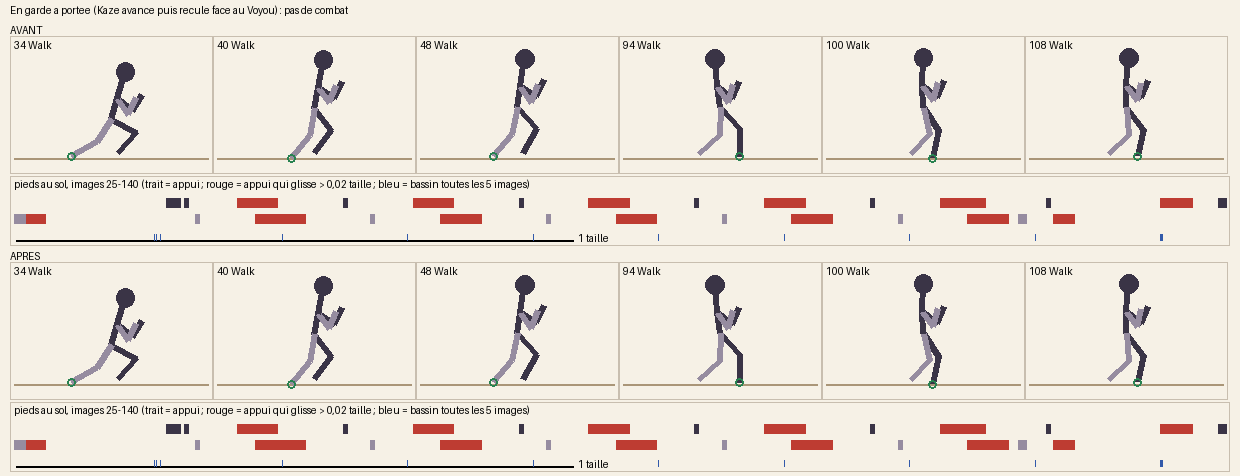 En garde a portee (Kaze avance puis recule face au Voyou) : pas de combat
AVANT
34 Walk
40 Walk
48 Walk
94 Walk
100 Walk
108 Walk
pieds au sol, images 25-140 (trait = appui ; rouge = appui qui glisse > 0,02 taille ; bleu = bassin toutes les 5 images)
1 taille
APRES
34 Walk
40 Walk
48 Walk
94 Walk
100 Walk
108 Walk
pieds au sol, images 25-140 (trait = appui ; rouge = appui qui glisse > 0,02 taille ; bleu = bassin toutes les 5 images)
1 taille